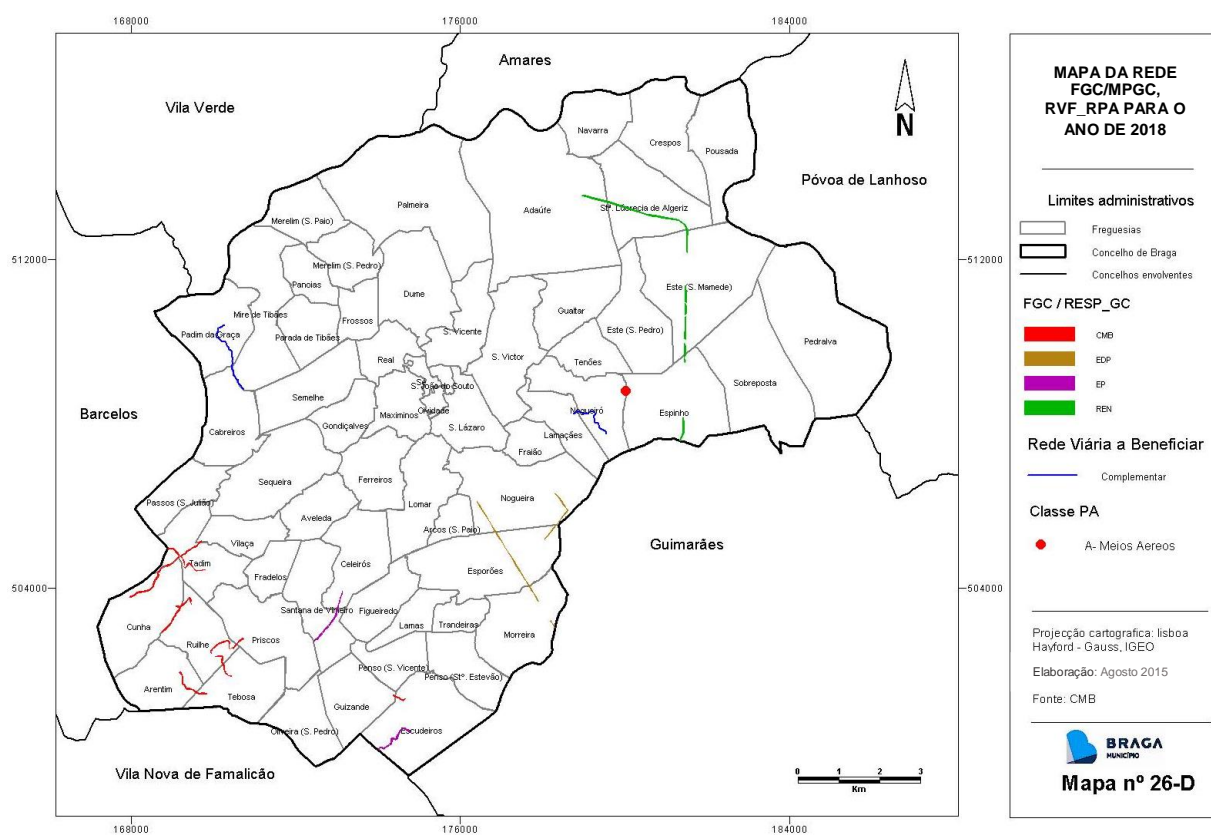 168000
176000
184000
Amares
Vila Verde
N
Navarra
Crespos
Pousada
Póvoa de Lanhoso
Palmeira
Adaúfe
Stª. Lucrecia de Algeriz
Merelim (S. Paio)
512000
512000
Merelim (S. Pedro)
Panoias
Dume
Este (S. Mamede)
Mire de Tibães
Gualtar
Frossos
Padim da Graça
Parada de Tibães
S. Vicente
Este (S. Pedro)
Pedralva
Real
S. Victor
Tenões
Sé
S. João do Souto
Sobreposta
Semelhe
Barcelos
Maximinos
Cividade
Nogueiró
Espinho
Gondiçalves
S. Lázaro
Lamaçães
Cabreiros
Fraião
Sequeira
Ferreiros
Nogueira
Passos (S. Julião)
Lomar
Aveleda
Arcos (S. Paio)
Guimarães
Vilaça
Tadim
Celeirós
Esporões
Fradelos
504000
504000
Santana de Vimieiro
Figueiredo
Cunha
Lamas
Trandeiras
Morreira
Ruilhe
Priscos
Penso (S. Vicente)
Penso (Stº. Estevão)
Arentim
Tebosa
Guizande
Oliveira (S. Pedro)
Escudeiros
Vila Nova de Famalicão
0 1 2 3
Km
168000
176000
184000
MAPA DA REDE
FGC/MPGC,
RVF_RPA PARA O
ANO DE 2018
Limites administrativos
Freguesias
Concelho de Braga
Concelhos envolventes
FGC / RESP_GC
CMB
EDP
EP
REN
Rede Viária a Beneficiar
Complementar
Classe PA
A- Meios Aereos
Projecção cartografica: lisboa
Hayford - Gauss, IGEO
Elaboração: Agosto 2015
Fonte: CMB
BRAGA
MUNICÍPIO
Mapa nº 26-D